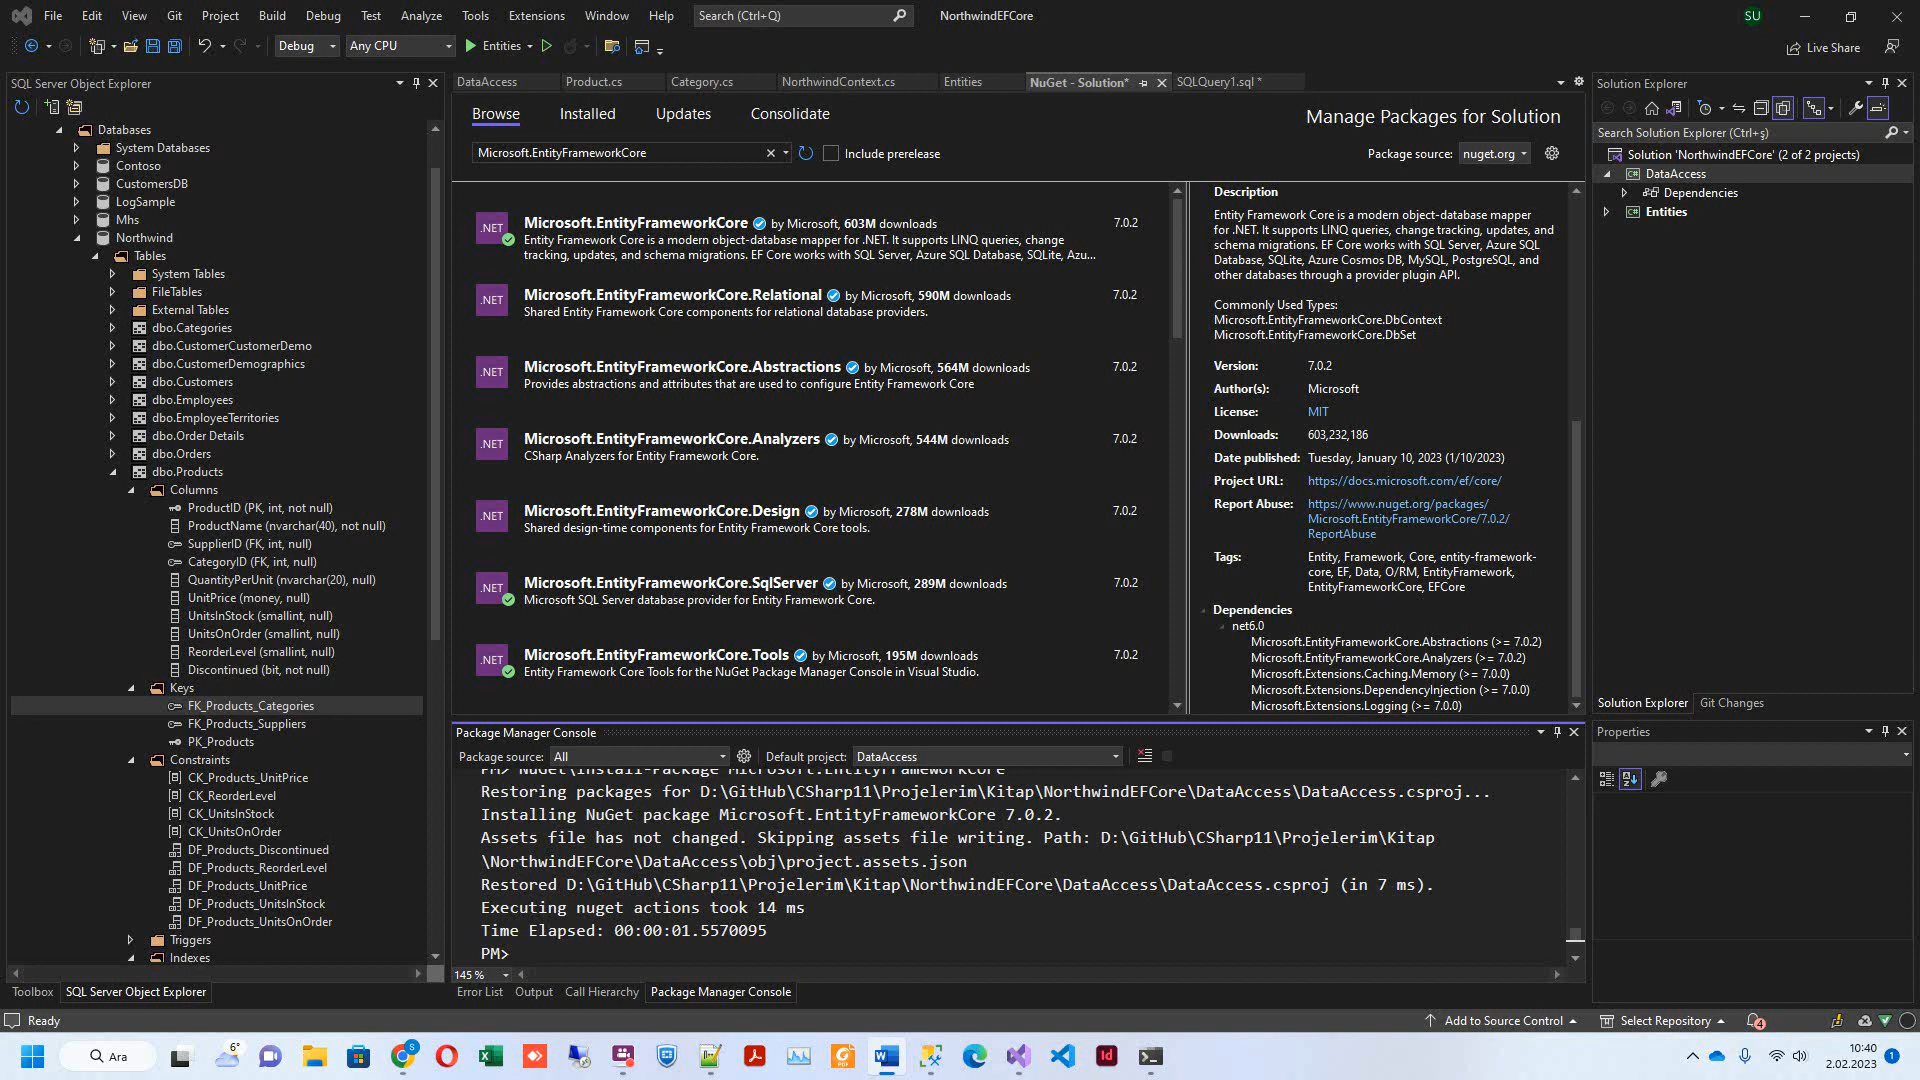 File Edit View Git Project Build Debug Test Analyze Tools Extensions Window Help Search (Ctrl+Q) NorthwindEFCore SU
Debug Any CPU Entities Live Share
SQL Server Object Explorer
Databases
System Databases
Contoso
CustomersDB
LogSample
Mhs
Northwind
Tables
System Tables
FileTables
External Tables
dbo.Categories
dbo.CustomerCustomerDemo
dbo.CustomerDemographics
dbo.Customers
dbo.Employees
dbo.EmployeeTerritories
dbo.Order Details
dbo.Orders
dbo.Products
Columns
ProductID (PK, int, not null)
ProductName (nvarchar(40), not null)
SupplierID (FK, int, null)
CategoryID (FK, int, null)
QuantityPerUnit (nvarchar(20), null)
UnitPrice (money, null)
UnitsInStock (smallint, null)
UnitsOnOrder (smallint, null)
ReorderLevel (smallint, null)
Discontinued (bit, not null)
Keys
FK_Products_Categories
FK_Products_Suppliers
PK_Products
Constraints
CK_Products_UnitPrice
CK_ReorderLevel
CK_UnitsInStock
CK_UnitsOnOrder
DF_Products_Discontinued
DF_Products_ReorderLevel
DF_Products_UnitPrice
DF_Products_UnitsInStock
DF_Products_UnitsOnOrder
Triggers
Indexes
Toolbox SQL Server Object Explorer
DataAccess Product.cs Category.cs NorthwindContext.cs Entities NuGet - Solution* SQLQuery1.sql *
Browse Installed Updates Consolidate
Manage Packages for Solution
Microsoft.EntityFrameworkCore
Include prerelease
Package source: nuget.org
.NET
Microsoft.EntityFrameworkCore by Microsoft, 603M downloads 7.0.2
Entity Framework Core is a modern object-database mapper for .NET. It supports LINQ queries, change
tracking, updates, and schema migrations. EF Core works with SQL Server, Azure SQL Database, SQLite, Azu...
.NET
Microsoft.EntityFrameworkCore.Relational by Microsoft, 590M downloads 7.0.2
Shared Entity Framework Core components for relational database providers.
.NET
Microsoft.EntityFrameworkCore.Abstractions by Microsoft, 564M downloads 7.0.2
Provides abstractions and attributes that are used to configure Entity Framework Core
.NET
Microsoft.EntityFrameworkCore.Analyzers by Microsoft, 544M downloads 7.0.2
CSharp Analyzers for Entity Framework Core.
.NET
Microsoft.EntityFrameworkCore.Design by Microsoft, 278M downloads 7.0.2
Shared design-time components for Entity Framework Core tools.
.NET
Microsoft.EntityFrameworkCore.SqlServer by Microsoft, 289M downloads 7.0.2
Microsoft SQL Server database provider for Entity Framework Core.
.NET
Microsoft.EntityFrameworkCore.Tools by Microsoft, 195M downloads 7.0.2
Entity Framework Core Tools for the NuGet Package Manager Console in Visual Studio.
Description
Entity Framework Core is a modern object-database mapper
for .NET. It supports LINQ queries, change tracking, updates, and
schema migrations. EF Core works with SQL Server, Azure SQL
Database, SQLite, Azure Cosmos DB, MySQL, PostgreSQL, and
other databases through a provider plugin API.
Commonly Used Types:
Microsoft.EntityFrameworkCore.DbContext
Microsoft.EntityFrameworkCore.DbSet
Version: 7.0.2
Author(s): Microsoft
License: MIT
Downloads: 603,232,186
Date published: Tuesday, January 10, 2023 (1/10/2023)
Project URL: https://docs.microsoft.com/ef/core/
Report Abuse: https://www.nuget.org/packages/
Microsoft.EntityFrameworkCore/7.0.2/
ReportAbuse
Tags: Entity, Framework, Core, entity-framework-
core, EF, Data, O/RM, EntityFramework,
EntityFrameworkCore, EFCore
Dependencies
net6.0
Microsoft.EntityFrameworkCore.Abstractions (>= 7.0.2)
Microsoft.EntityFrameworkCore.Analyzers (>= 7.0.2)
Microsoft.Extensions.Caching.Memory (>= 7.0.0)
Microsoft.Extensions.DependencyInjection (>= 7.0.0)
Microsoft.Extensions.Logging (>= 7.0.0)
Package Manager Console
Package source: All Default project: DataAccess
PM> NuGet\Install-Package Microsoft.EntityFrameworkCore
Restoring packages for D:\GitHub\CSharp11\Projelerim\Kitap\NorthwindEFCore\DataAccess\DataAccess.csproj...
Installing NuGet package Microsoft.EntityFrameworkCore 7.0.2.
Assets file has not changed. Skipping assets file writing. Path: D:\GitHub\CSharp11\Projelerim\Kitap
\NorthwindEFCore\DataAccess\obj\project.assets.json
Restored D:\GitHub\CSharp11\Projelerim\Kitap\NorthwindEFCore\DataAccess\DataAccess.csproj (in 7 ms).
Executing nuget actions took 14 ms
Time Elapsed: 00:00:01.5570095
PM>
145 %
Error List Output Call Hierarchy Package Manager Console
Solution Explorer
Search Solution Explorer (Ctrl+ş)
Solution 'NorthwindEFCore' (2 of 2 projects)
C# DataAccess
Dependencies
C# Entities
Solution Explorer Git Changes
Properties
Ready Add to Source Control Select Repository 4
Ara 6° S Id 10:40
2.02.2023 1